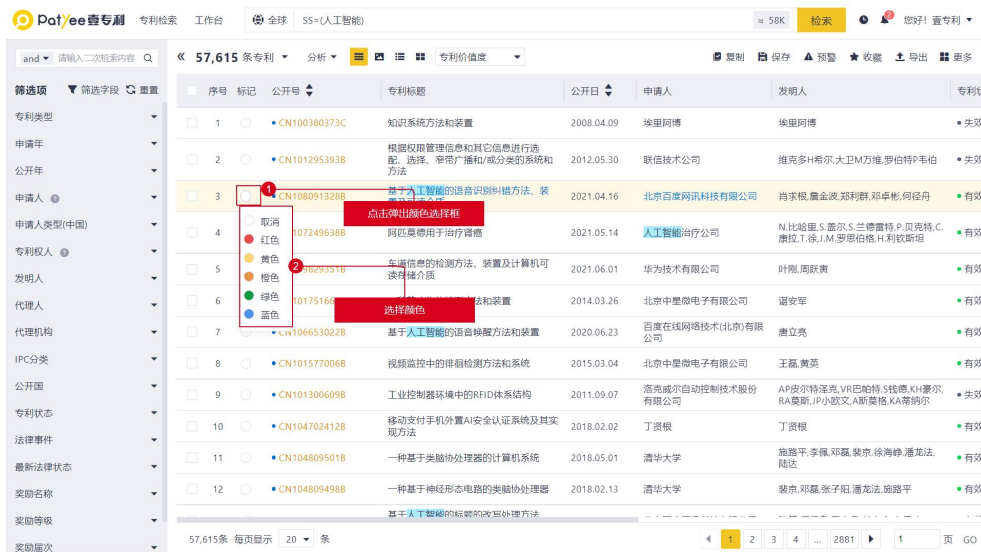 Patyee壹专利 专利检索 工作台 全球 SS=(人工智能) ≈ 58K 检索 2 您好！壹专利
and 请输入二次检索内容 57,615 条专利 分析 专利价值度 复制 保存 预警 收藏 导出 更多
筛选项 筛选字段 重置
序号 标记 公开号 专利标题 公开日 申请人 发明人 专利状
专利类型
申请年
公开年
申请人
申请人类型(中国)
专利权人
发明人
代理人
代理机构
IPC分类
公开国
专利状态
法律事件
最新法律状态
奖励名称
奖励等级
奖励届次
1 CN100380373C 知识系统方法和装置 2008.04.09 埃里阿博 埃里阿博 失效
2 CN101295393B 根据权限管理信息和其它信息进行选
配、选择、窄带广播和/或分类的系统和
方法 2012.05.30 联信技术公司 维克多H希尔,大卫M万维,罗伯特P韦伯 失效
3 1 CN108091328B 基于人工智能的语音识别纠错方法、装
2021.04.16 北京百度网讯科技有限公司 肖求根,詹金波,郑利群,邓卓彬,何径舟 有效
点击弹出颜色选择框
取消
红色
黄色
橙色
绿色
蓝色
4 107249638B 阿匹莫德用于治疗肾癌 2021.05.14 人工智能治疗公司 N.比哈里,S.盖尔,S.兰德雷特,P.贝克特,C.
康拉,T.徐,J.M.罗思伯格,H.利钦斯坦 有效
5 2 9829351B 车道信息的检测方法、装置及计算机可
读存储介质 2021.06.01 华为技术有限公司 叶刚,周跃寅 有效
6 10175166 法和装置 2014.03.26 北京中星微电子有限公司 谌安军 有效
选择颜色
7 CN106653022B 基于人工智能的语音唤醒方法和装置 2020.06.23 百度在线网络技术(北京)有限
公司 唐立亮 有效
8 CN101577006B 视频监控中的徘徊检测方法和系统 2015.03.04 北京中星微电子有限公司 王磊,黄英 有效
9 CN101300609B 工业控制器环境中的RFID体系结构 2011.09.07 洛克威尔自动控制技术股份
有限公司 AP皮尔特泽克,VR巴帕特,S钱德,KH豪尔,
RA莫斯,JP小欧文,A斯莫格,KA蒂纳尔 失效
10 CN104702412B 移动支付手机外置AI安全认证系统及其实
现方法 2018.02.02 丁贤根 丁贤根 有效
11 CN104809501B 一种基于类脑协处理器的计算机系统 2018.05.01 清华大学 施路平,李佩,邓磊,裴京,徐海峥,潘龙法,
陆达 有效
12 CN104809498B 一种基于神经形态电路的类脑协处理器 2018.02.13 清华大学 裴京,邓磊,张子阳,潘龙法,施路平 有效
基于人工智能的标题的改写处理方法
57,615条 每页显示 20 条 1 2 3 4 ... 2881 1 页 GO